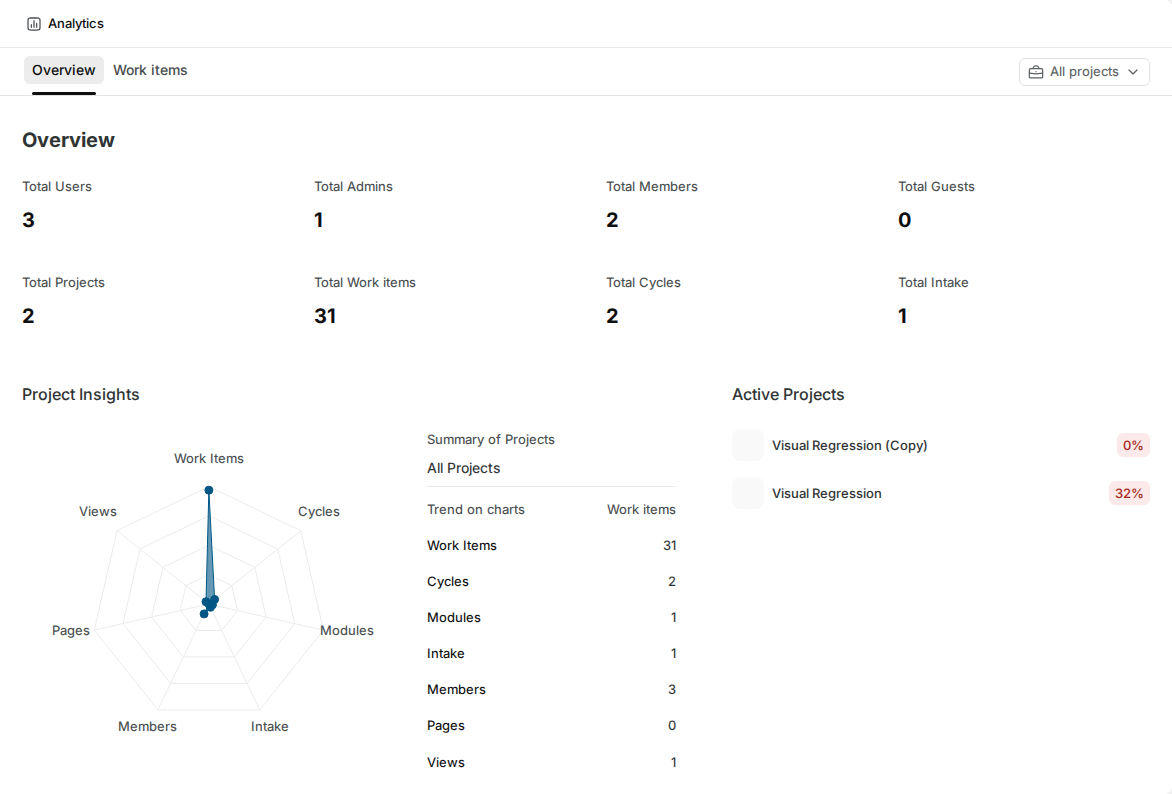 Analytics
Overview
Work items
All projects
Overview
Total Users
Total Admins
Total Members
Total Guests
3
1
2
0
Total Projects
Total Work items
Total Cycles
Total Intake
2
31
2
1
Project Insights
Work Items
Views
Cycles
Pages
Modules
Members
Intake
Summary of Projects
All Projects
Trend on charts Work items
Work Items 31
Cycles 2
Modules 1
Intake 1
Members 3
Pages 0
Views 1
Active Projects
Visual Regression (Copy) 0%
Visual Regression 32%